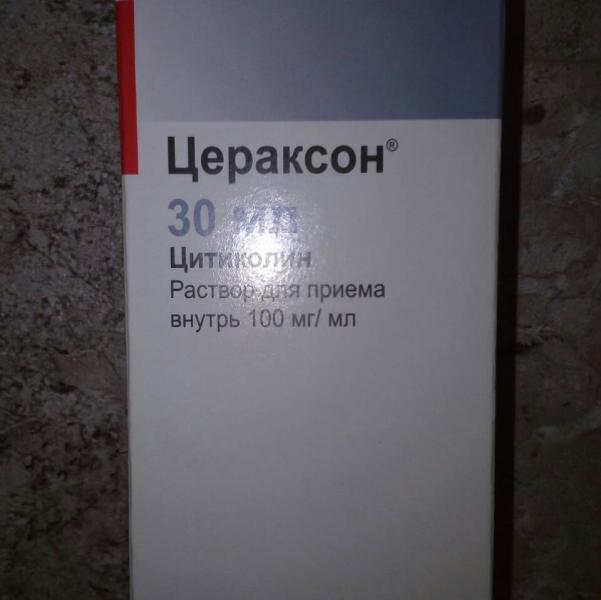 Цераксон®
30 мл
Цитиколин
Раствор для приема
внутрь 100 мг/ мл